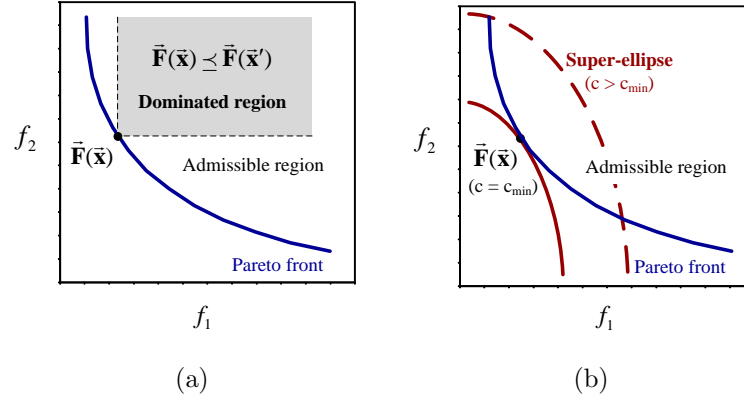 F⃗(x⃗) ⪯ F⃗(x⃗′)
Dominated region
f₂
F⃗(x⃗)
Admissible region
Pareto front
f₁
(a)
Super-ellipse
(c > cₘᵢₙ)
f₂
F⃗(x⃗)
(c = cₘᵢₙ)
Admissible region
Pareto front
f₁
(b)